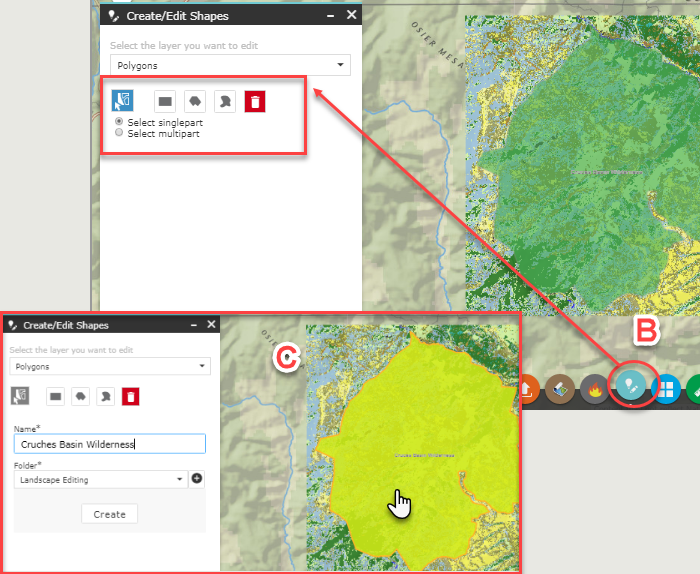 Create/Edit Shapes
Select the layer you want to edit
Polygons
Select singlepart
Select multipart
OSIER MESA
B
Create/Edit Shapes
Select the layer you want to edit
Polygons
Name*
Cruches Basin Wilderness
Folder*
Landscape Editing
Create
C
Cruches Basin Wilderness